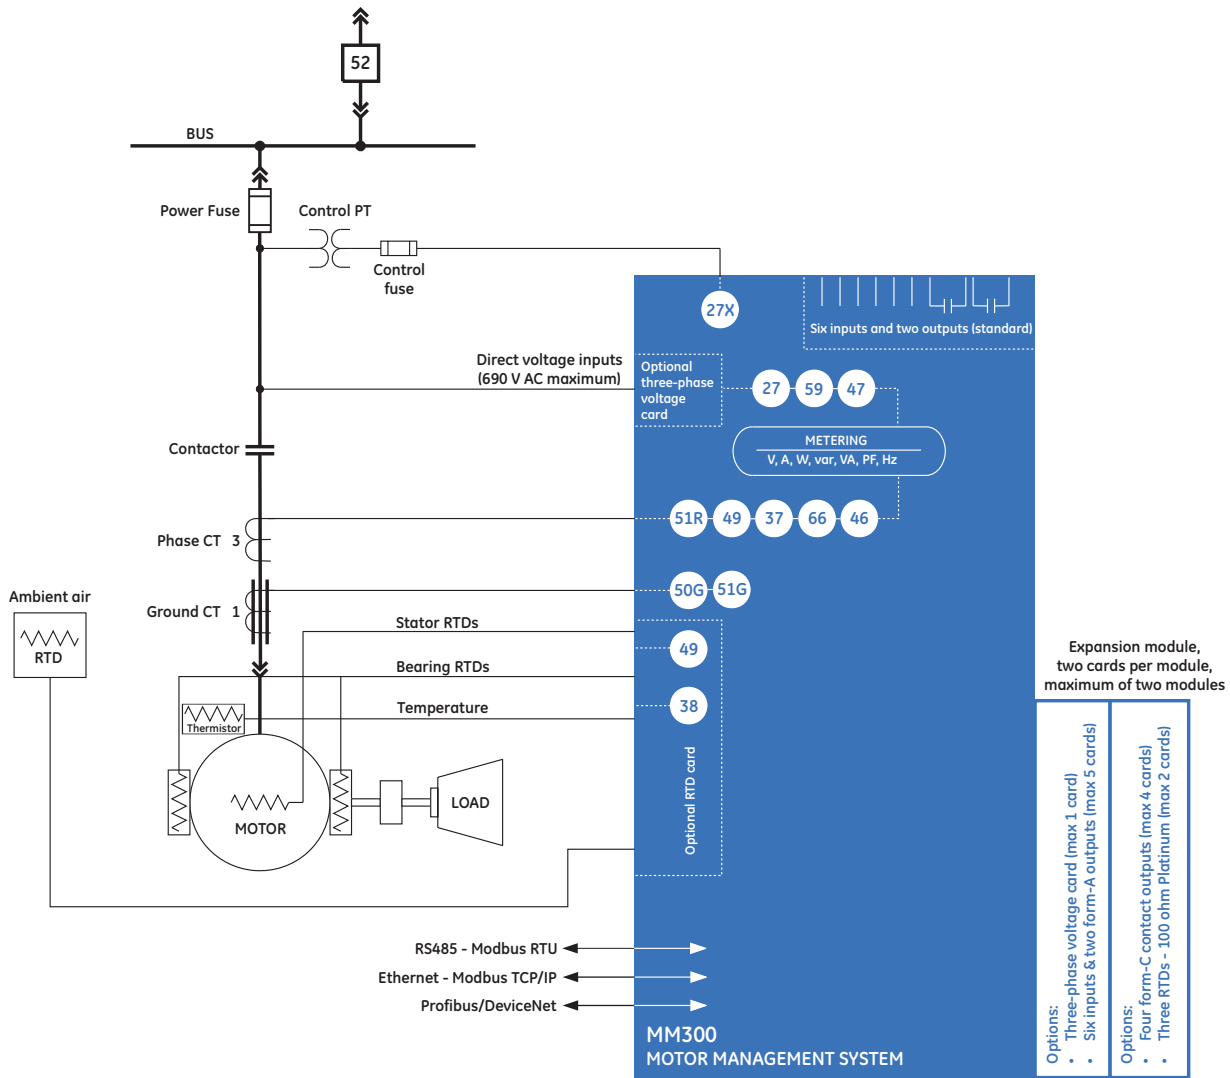 52
BUS
Power Fuse
Control PT
Control
fuse
27X
Six inputs and two outputs (standard)
Direct voltage inputs
(690 V AC maximum)
Optional
three-phase
voltage
card
27
59
47
METERING
V, A, W, var, VA, PF, Hz
Contactor
Phase CT 3
51R
49
37
66
46
Ground CT 1
50G
51G
Ambient air
RTD
Stator RTDs
49
Bearing RTDs
38
Temperature
Thermistor
MOTOR
LOAD
Optional RTD card
Expansion module,
two cards per module,
maximum of two modules
Options:
• Three-phase voltage card (max 1 card)
• Six inputs & two form-A outputs (max 5 cards)
Options:
• Four form-C contact outputs (max 4 cards)
• Three RTDs - 100 ohm Platinum (max 2 cards)
RS485 - Modbus RTU
Ethernet - Modbus TCP/IP
Profibus/DeviceNet
MM300
MOTOR MANAGEMENT SYSTEM